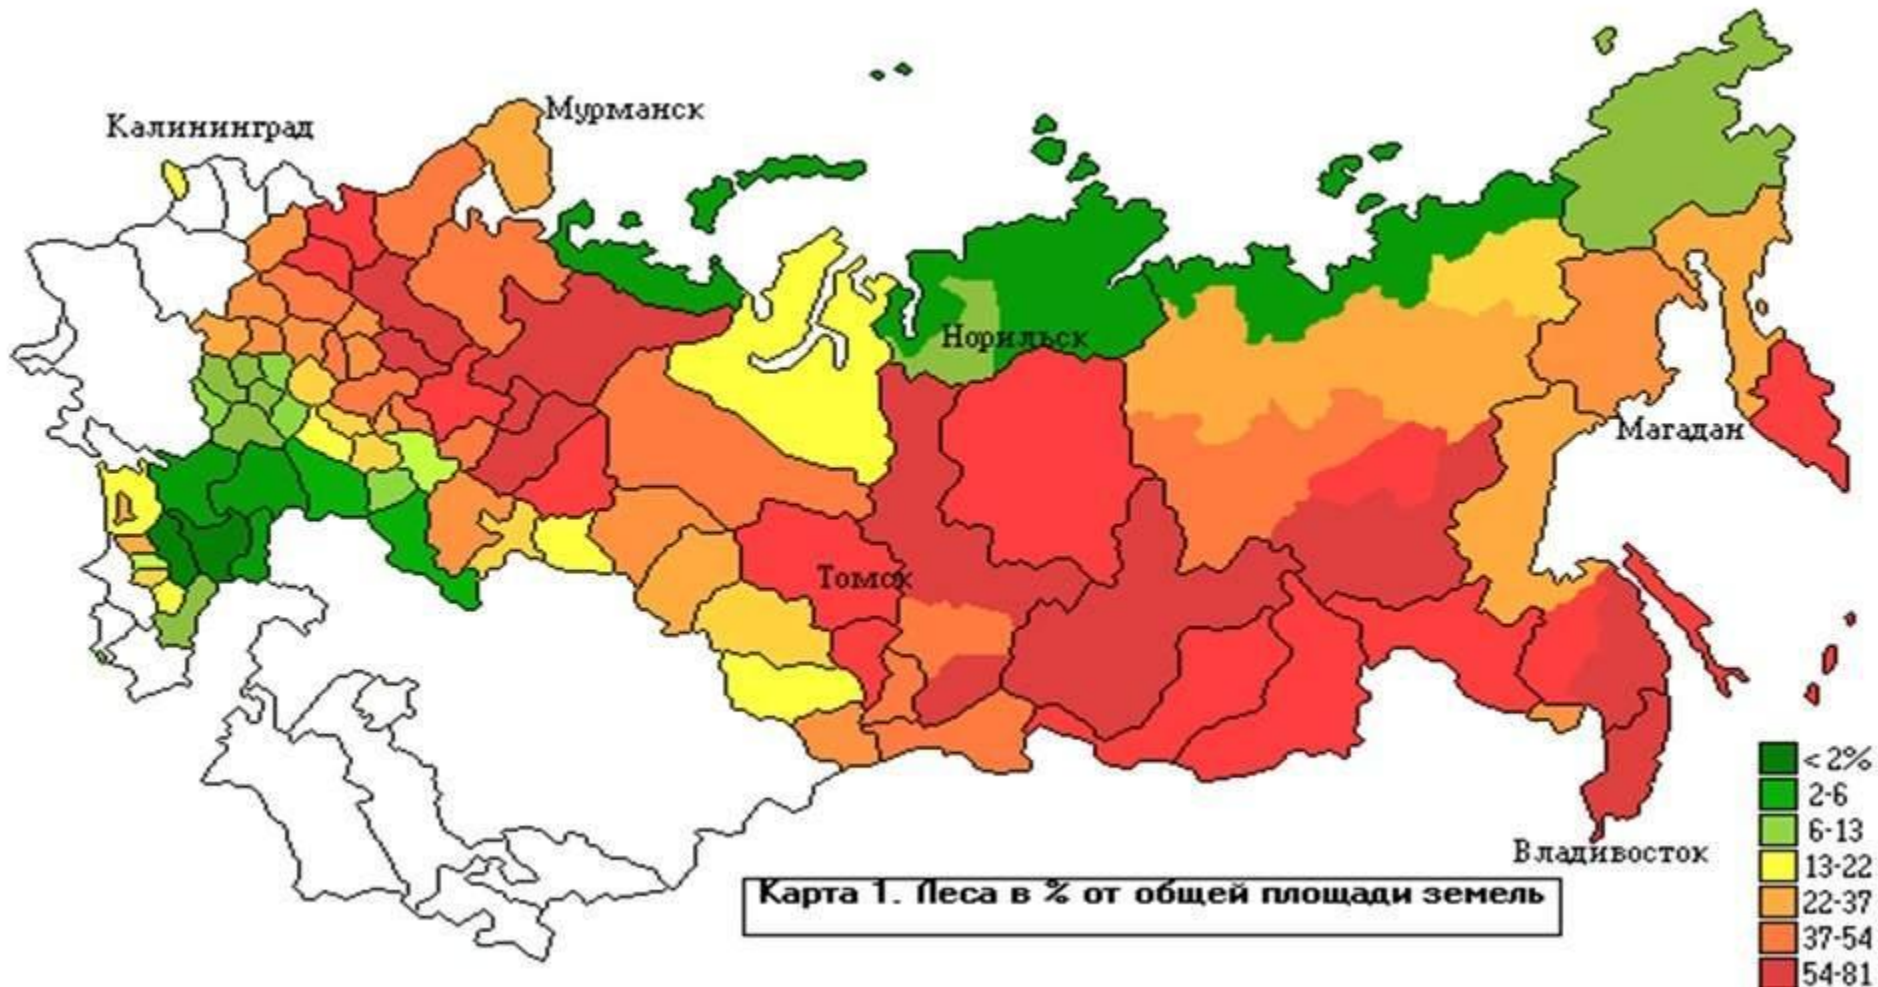 Мурманск
Калининград
Норильск
Магадан
Томск
< 2%
2-6
6-13
Владивосток
13-22
Карта 1. Леса в % от общей площади земель
22-37
37-54
54-81